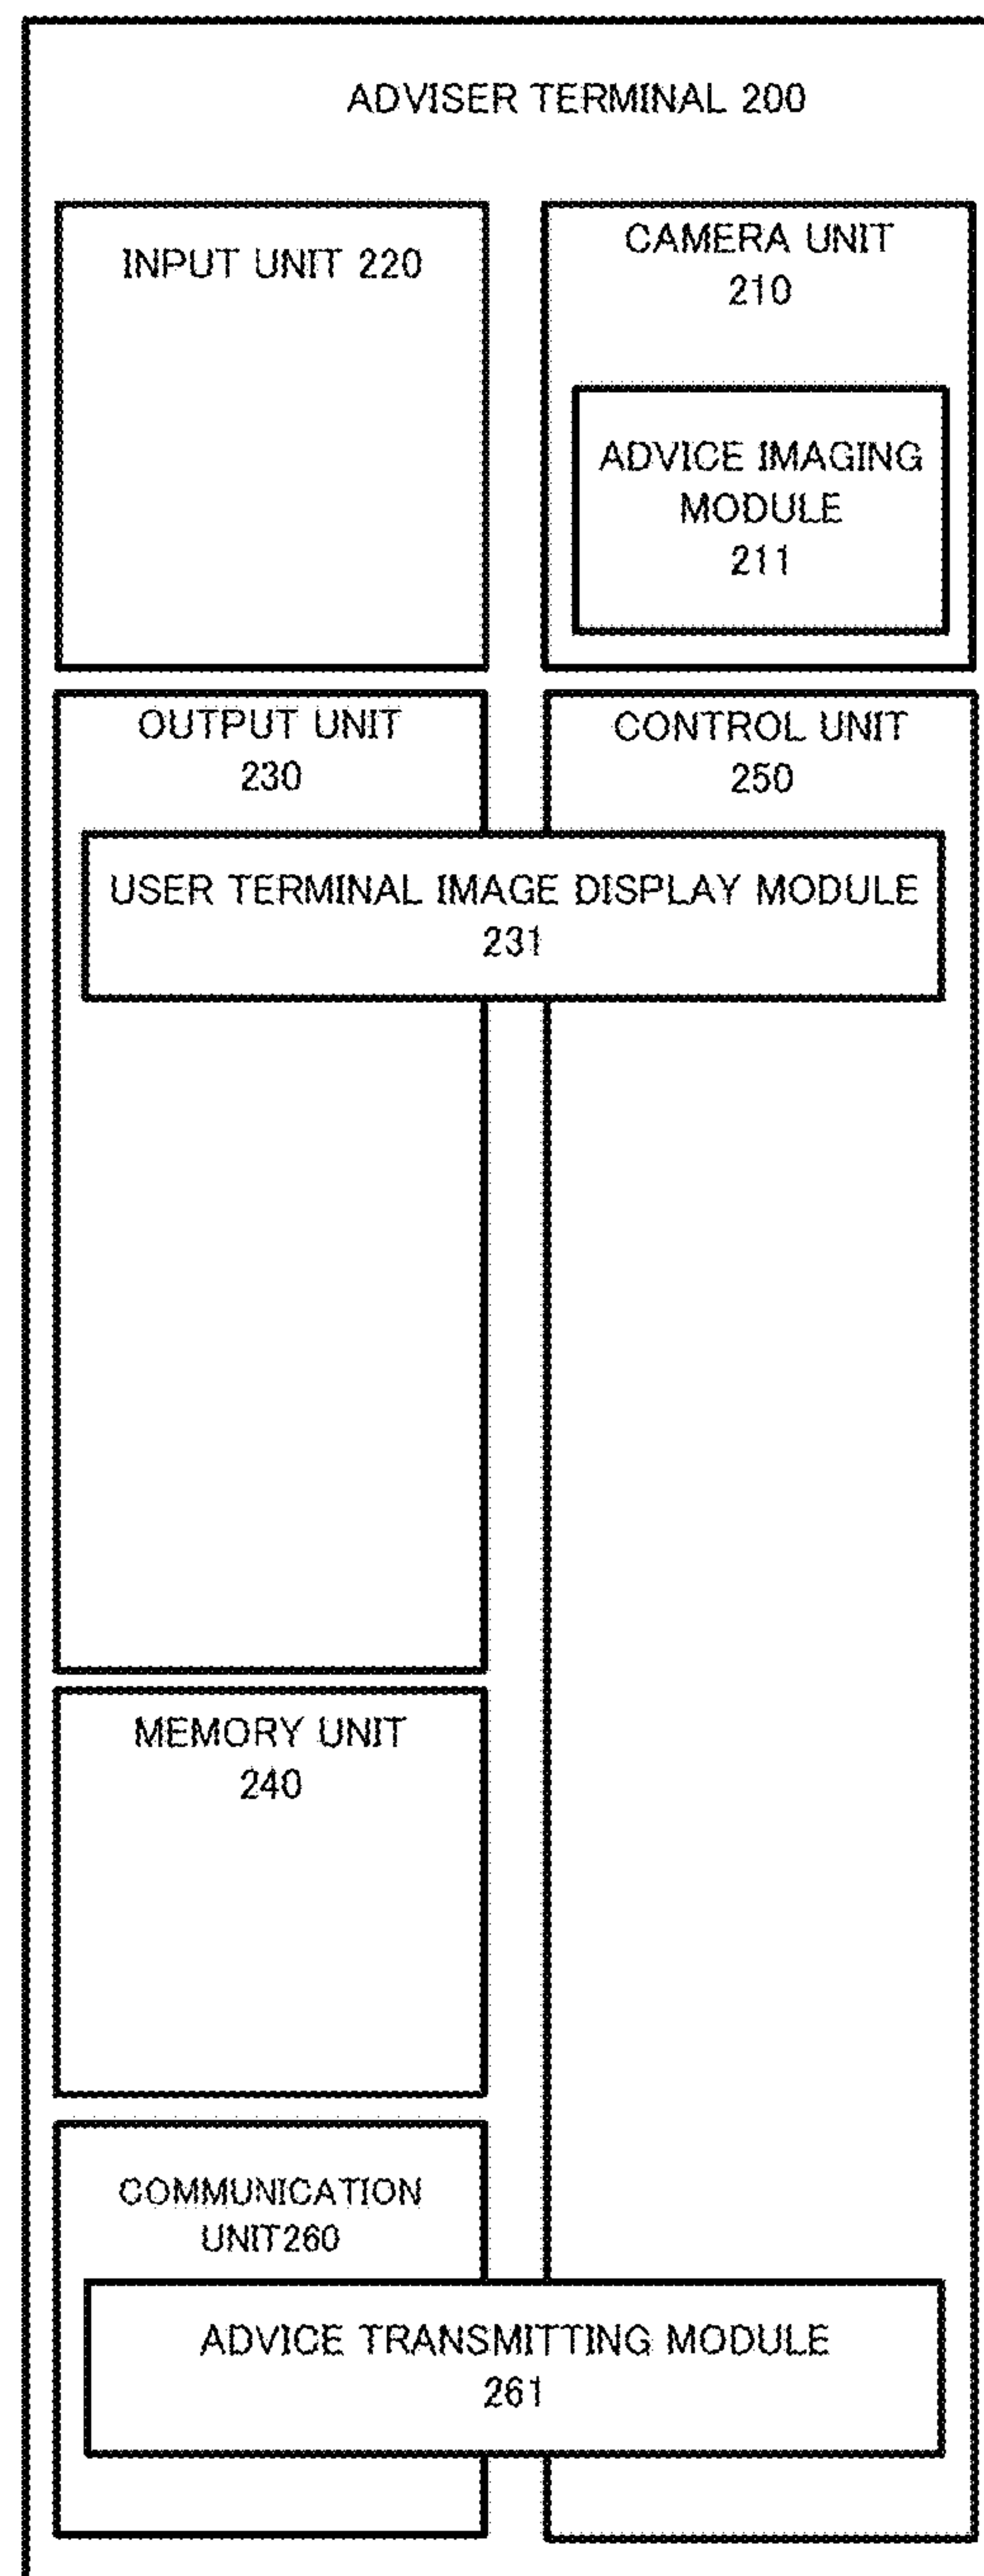 ADVISER TERMINAL 200
INPUT UNIT 220
CAMERA UNIT
210
ADVICE IMAGING
MODULE
211
OUTPUT UNIT
230
CONTROL UNIT
250
USER TERMINAL IMAGE DISPLAY MODULE
231
MEMORY UNIT
240
COMMUNICATION
UNIT260
ADVICE TRANSMITTING MODULE
261